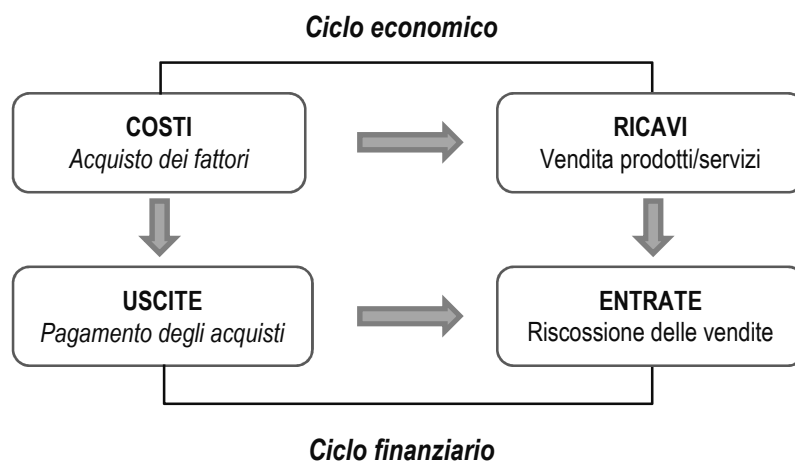 Ciclo economico
COSTI
Acquisto dei fattori
RICAVI
Vendita prodotti/servizi
USCITE
Pagamento degli acquisti
ENTRATE
Riscossione delle vendite
Ciclo finanziario